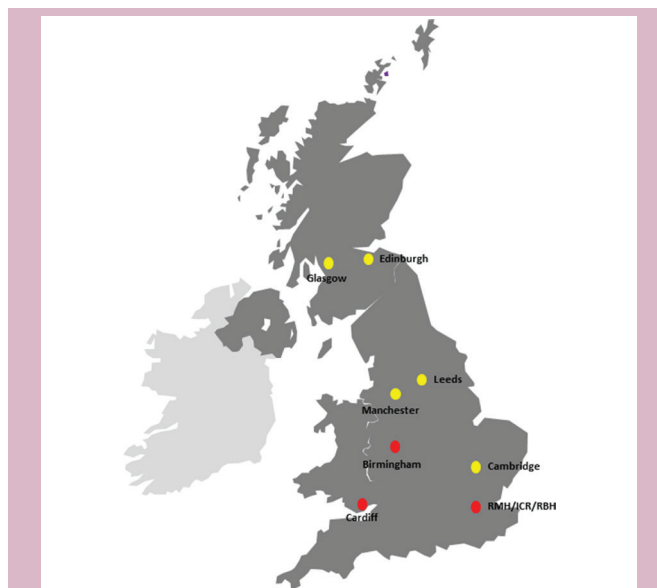 Edinburgh
Glasgow
Leeds
Manchester
Birmingham
Cambridge
RMH/ICR/RBH
Cardiff